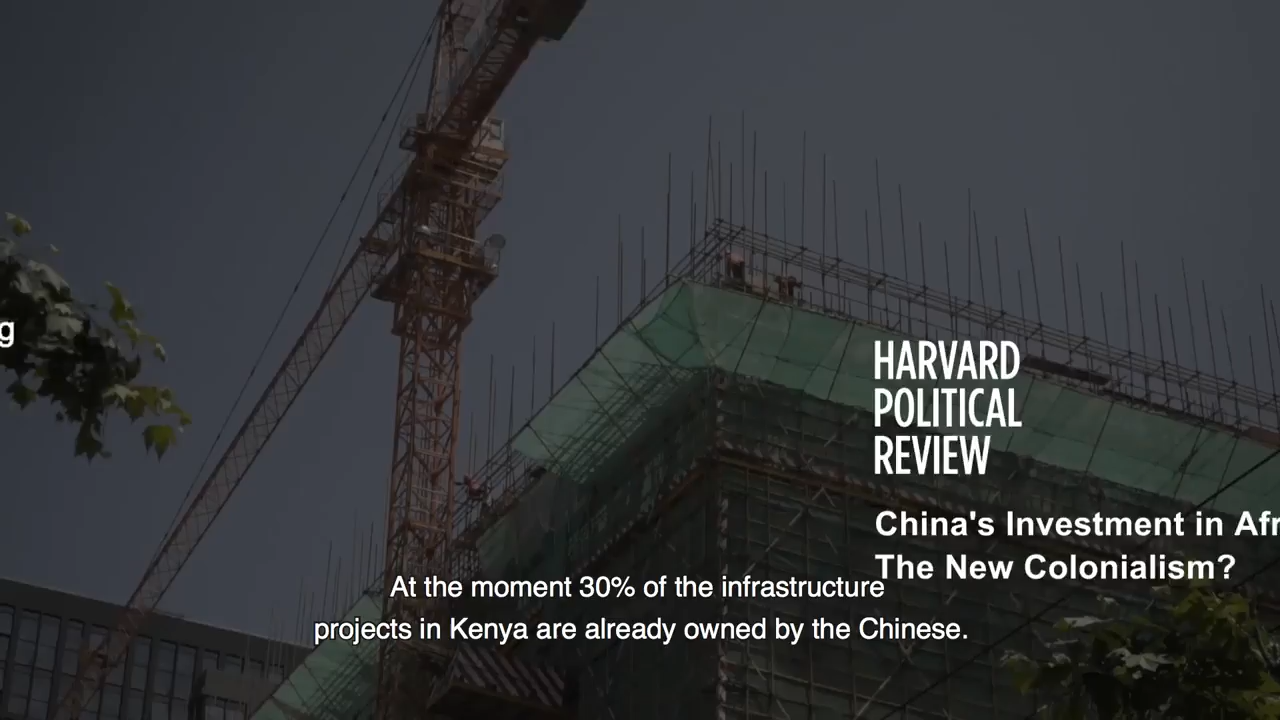 g
HARVARD
POLITICAL
REVIEW
China's Investment in Afr
The New Colonialism?
At the moment 30% of the infrastructure
projects in Kenya are already owned by the Chinese.